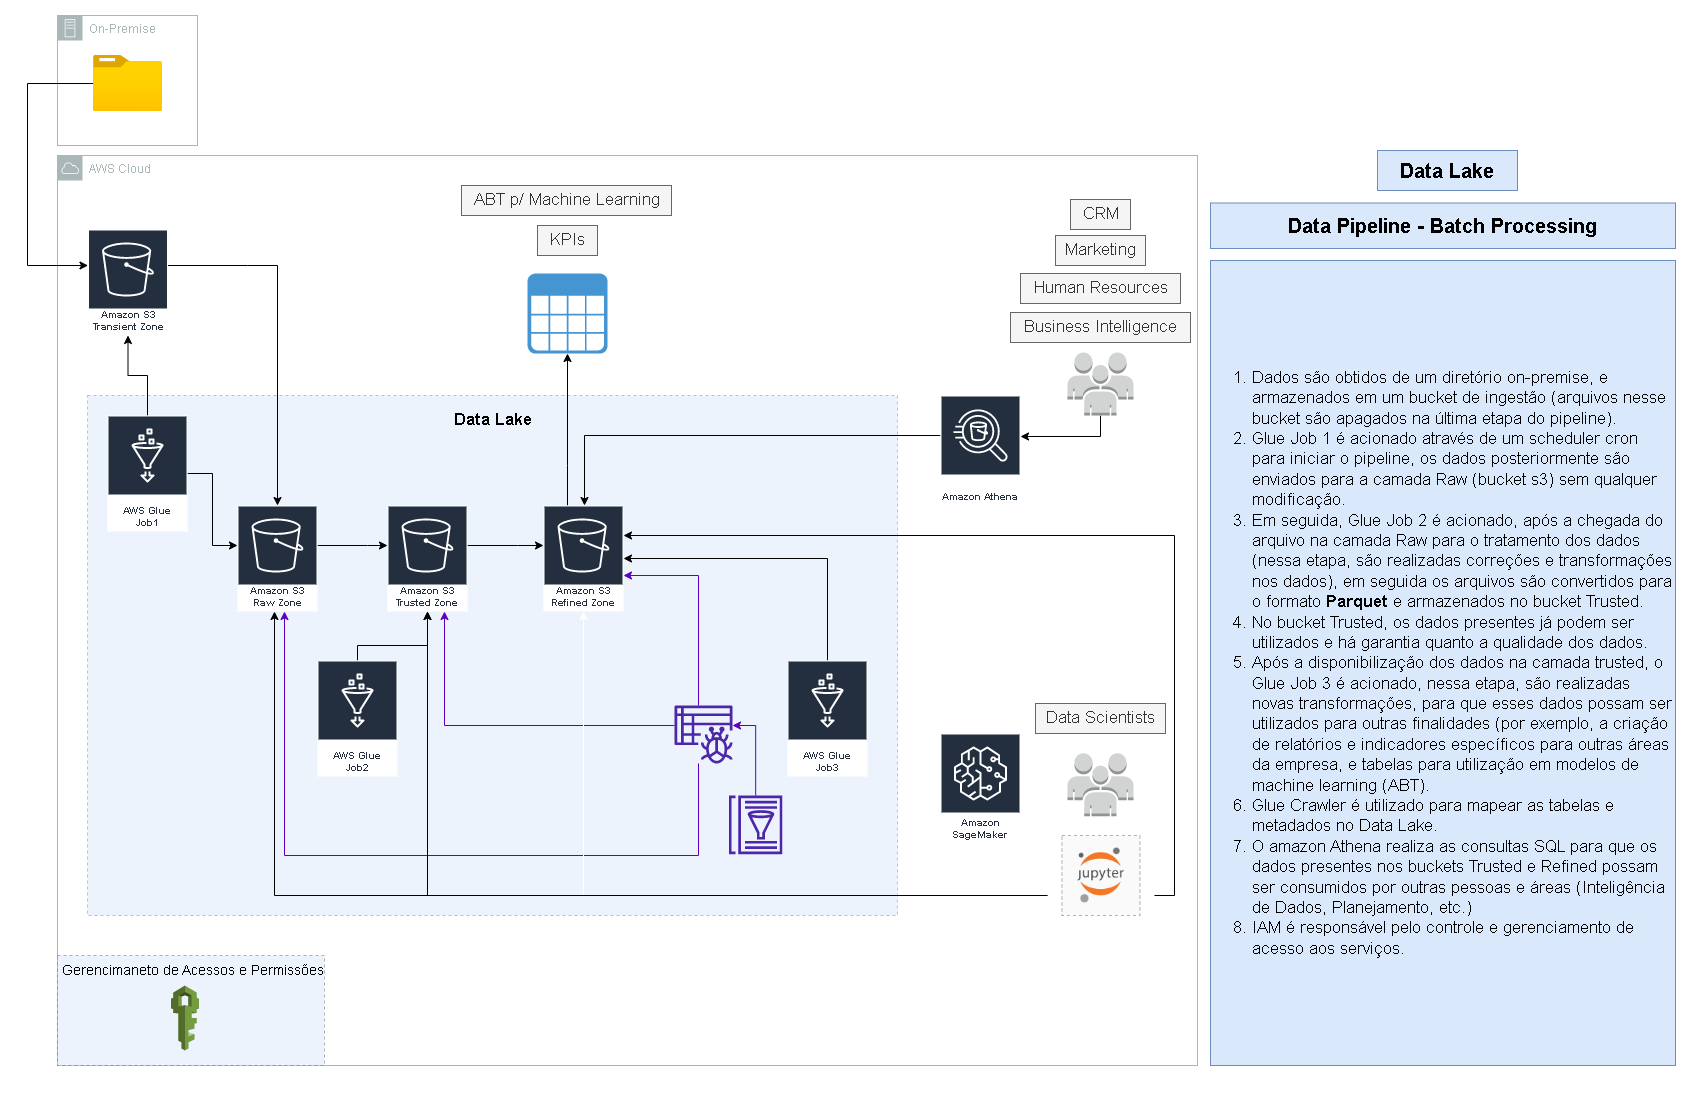 On-Premise
AWS Cloud
ABT p/ Machine Learning
KPIs
CRM
Marketing
Human Resources
Business Intelligence
Amazon S3
Transient Zone
Data Lake
AWS Glue
Job1
Amazon Athena
Amazon S3
Raw Zone
Amazon S3
Trusted Zone
Amazon S3
Refined Zone
AWS Glue
Job2
AWS Glue
Job3
Data Scientists
Amazon
SageMaker
jupyter
Gerencimaneto de Acessos e Permissões
Data Lake
Data Pipeline - Batch Processing
1. Dados são obtidos de um diretório on-premise, e
armazenados em um bucket de ingestão (arquivos nesse
bucket são apagados na última etapa do pipeline).
2. Glue Job 1 é acionado através de um scheduler cron
para iniciar o pipeline, os dados posteriormente são
enviados para a camada Raw (bucket s3) sem qualquer
modificação.
3. Em seguida, Glue Job 2 é acionado, após a chegada do
arquivo na camada Raw para o tratamento dos dados
(nessa etapa, são realizadas correções e transformações
nos dados), em seguida os arquivos são convertidos para
o formato Parquet e armazenados no bucket Trusted.
4. No bucket Trusted, os dados presentes já podem ser
utilizados e há garantia quanto a qualidade dos dados.
5. Após a disponibilização dos dados na camada trusted, o
Glue Job 3 é acionado, nessa etapa, são realizadas
novas transformações, para que esses dados possam ser
utilizados para outras finalidades (por exemplo, a criação
de relatórios e indicadores específicos para outras áreas
da empresa, e tabelas para utilização em modelos de
machine learning (ABT).
6. Glue Crawler é utilizado para mapear as tabelas e
metadados no Data Lake.
7. O amazon Athena realiza as consultas SQL para que os
dados presentes nos buckets Trusted e Refined possam
ser consumidos por outras pessoas e áreas (Inteligência
de Dados, Planejamento, etc.)
8. IAM é responsável pelo controle e gerenciamento de
acesso aos serviços.